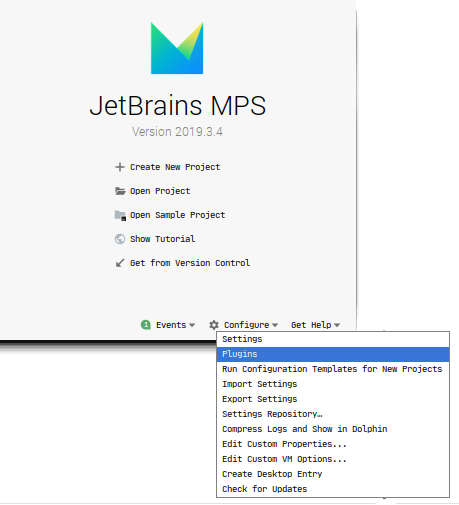 JetBrains MPS
Version 2019.3.4
Create New Project
Open Project
Open Sample Project
Show Tutorial
Get from Version Control
1 Events Configure Get Help
Settings
Plugins
Run Configuration Templates for New Projects
Import Settings
Export Settings
Settings Repository…
Compress Logs and Show in Dolphin
Edit Custom Properties...
Edit Custom VM Options...
Create Desktop Entry
Check for Updates